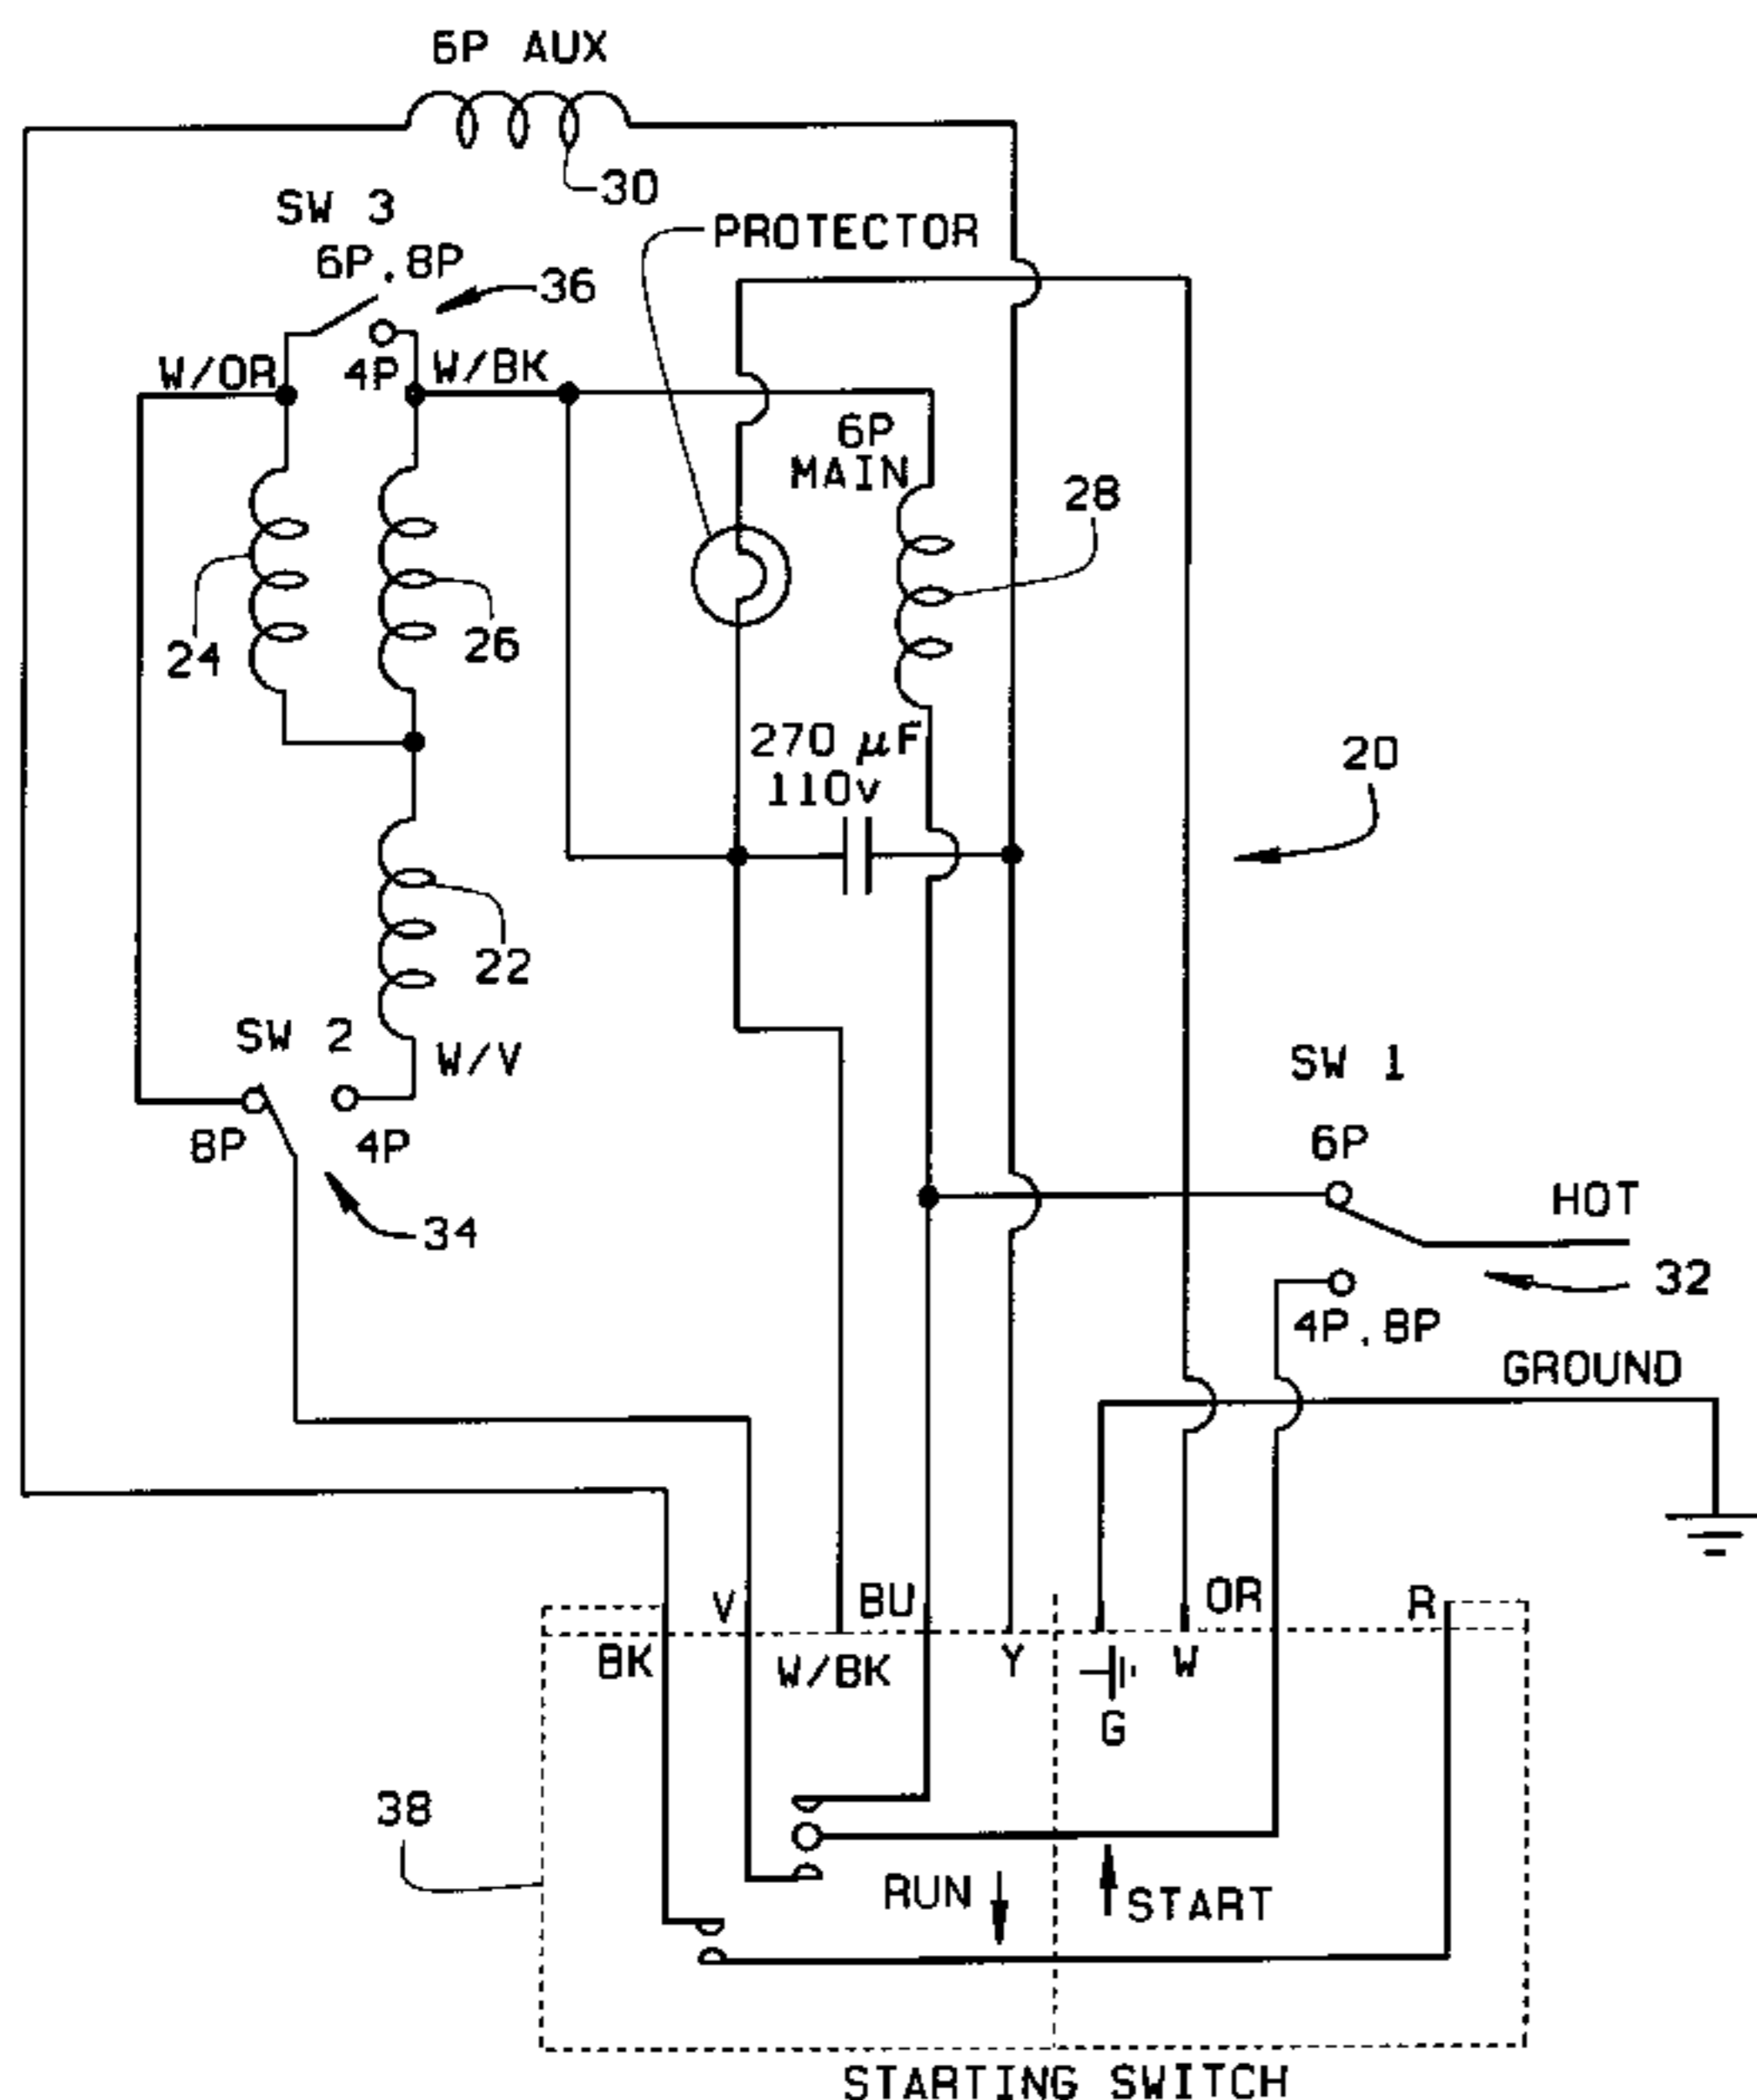 6P AUX
30
SW 3
PROTECTOR
6P.8P
36
W/OR
4P
W/BK
6P
MAIN
28
24
26
270 μF
110v
20
22
SW 2
W/V
SW 1
8P
4P
6P
HOT
34
32
4P.8P
GROUND
V
BU
OR
R
BK
W/BK
Y
W
G
38
RUN
START
STARTING SWITCH